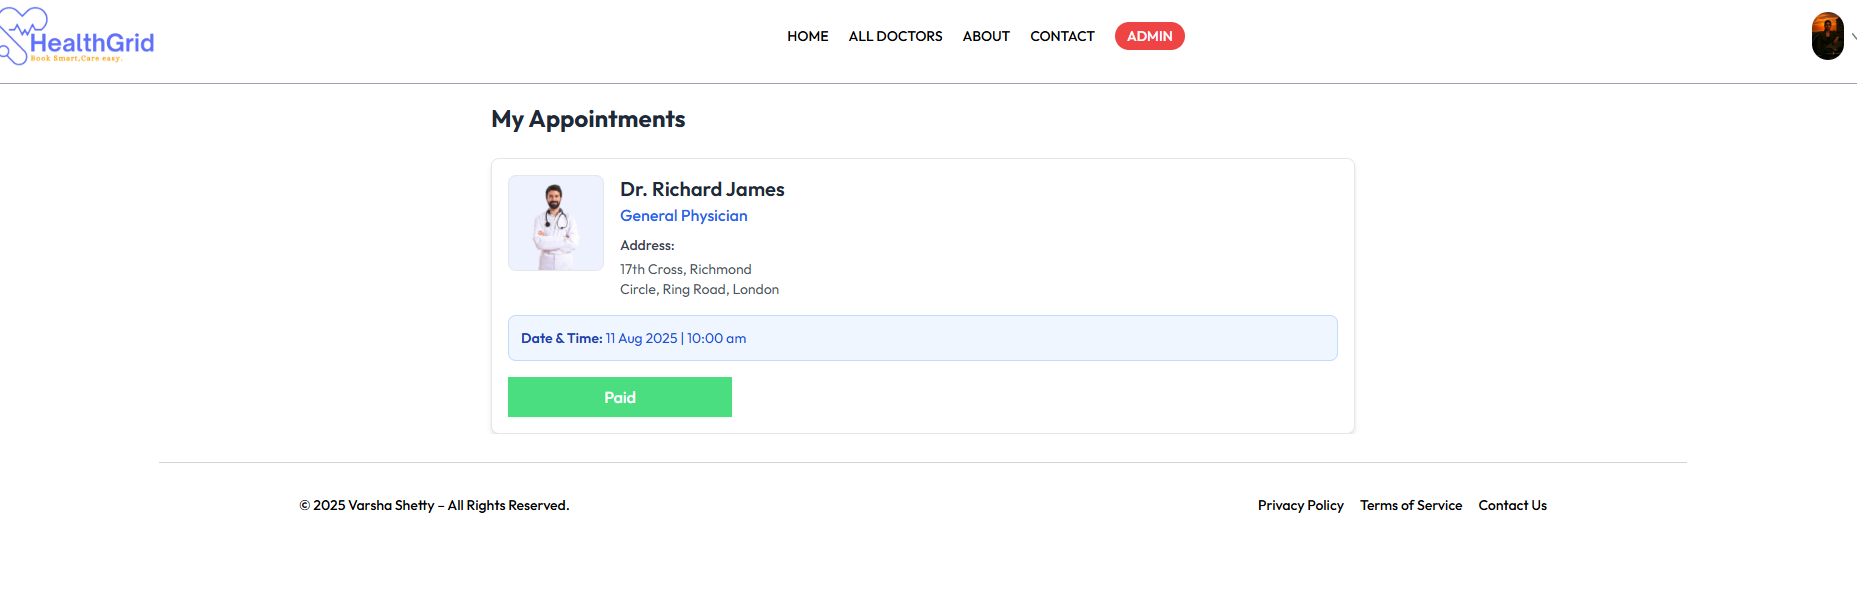 HealthGrid
Book Smart,Care easy.
HOME ALL DOCTORS ABOUT CONTACT ADMIN
My Appointments
Dr. Richard James
General Physician
Address:
17th Cross, Richmond
Circle, Ring Road, London
Date & Time: 11 Aug 2025 | 10:00 am
Paid
© 2025 Varsha Shetty – All Rights Reserved.
Privacy Policy Terms of Service Contact Us